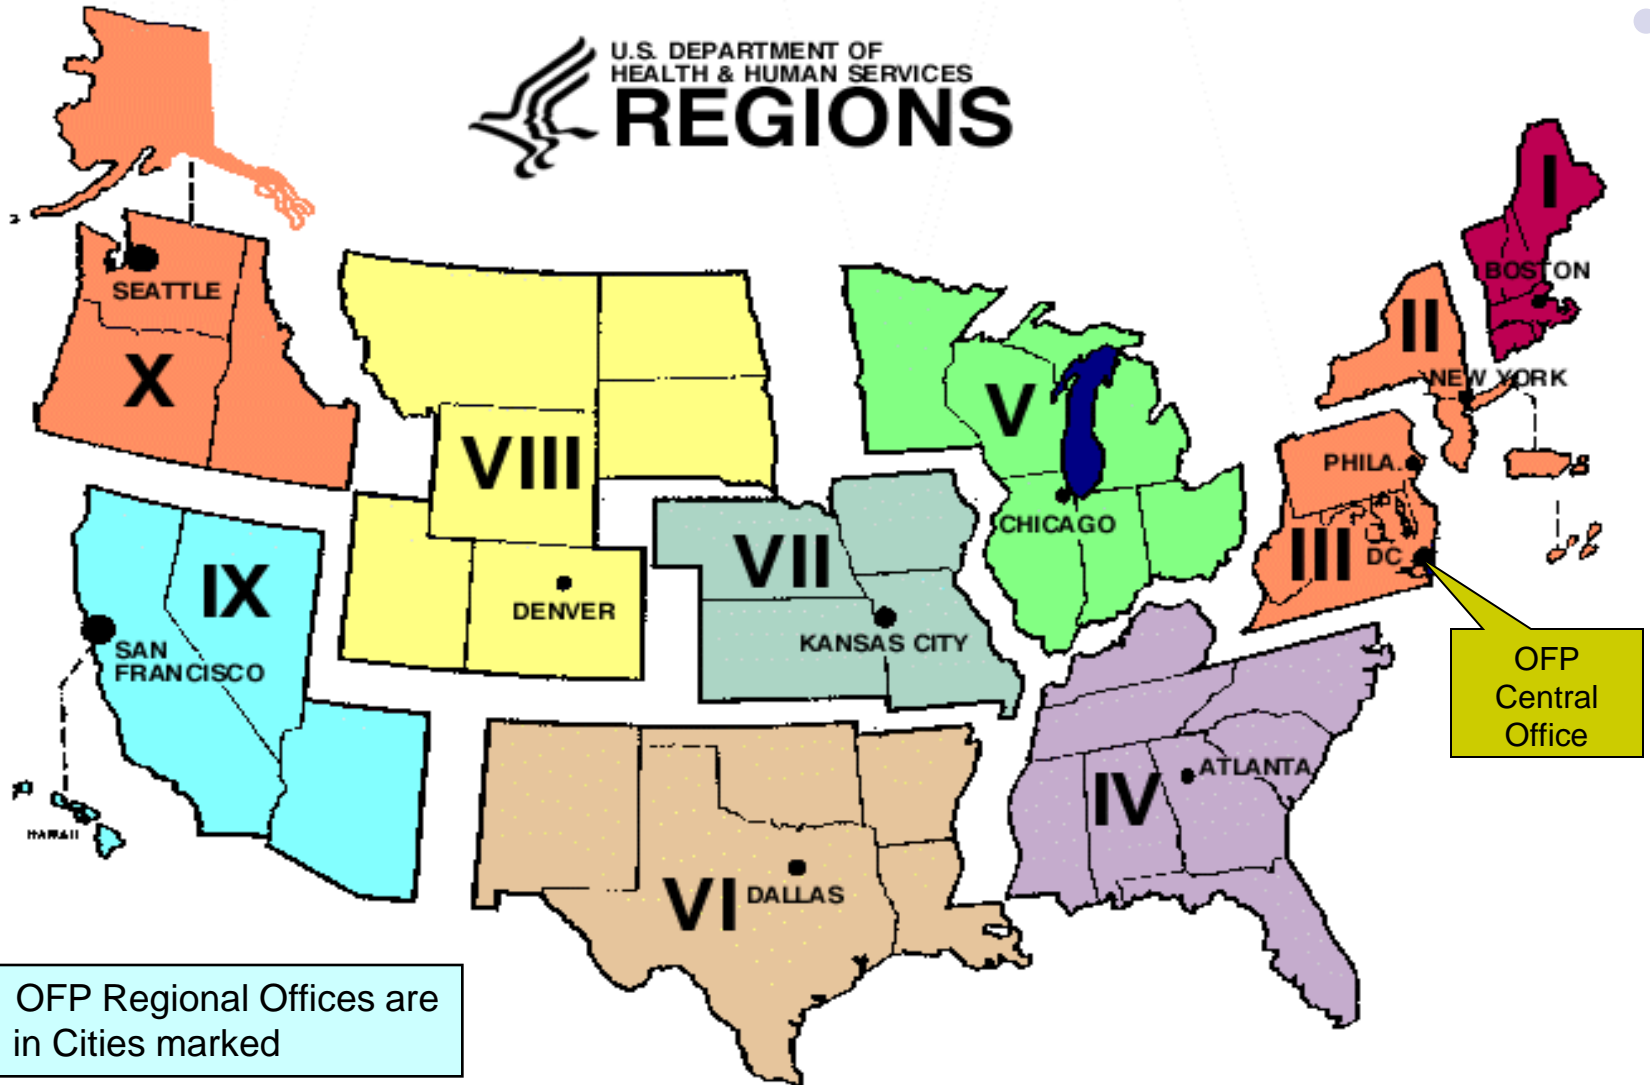 U.S. DEPARTMENT OF
HEALTH & HUMAN SERVICES
REGIONS
I
BOSTON
II
NEW YORK
SEATTLE
X
VIII
V
PHILA.
CHICAGO
III
DC
IX
VII
DENVER
KANSAS CITY
SAN
FRANCISCO
OFP
Central
Office
ATLANTA
IV
HAWAII
VI
DALLAS
OFP Regional Offices are
in Cities marked